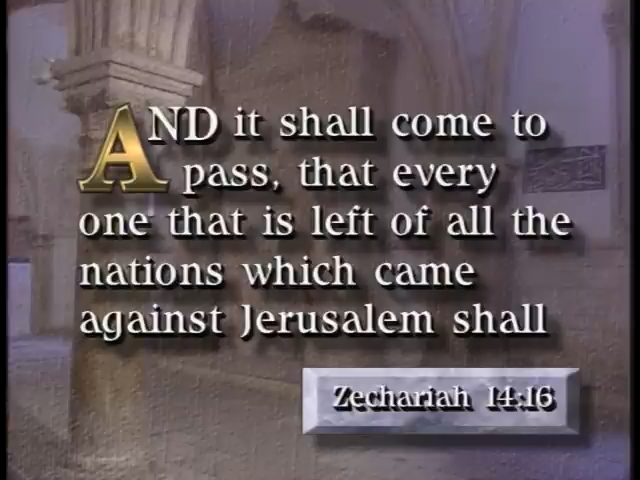 AND it shall come to
pass, that every
one that is left of all the
nations which came
against Jerusalem shall
Zechariah 14:16